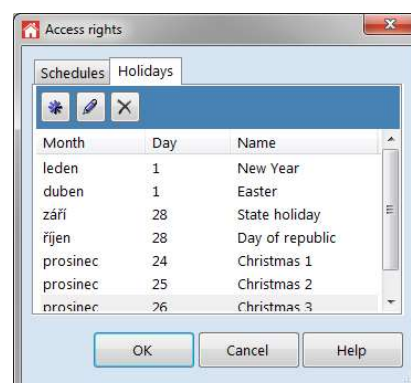 Access rights
Schedules Holidays
Month Day Name
leden 1 New Year
duben 1 Easter
září 28 State holiday
říjen 28 Day of republic
prosinec 24 Christmas 1
prosinec 25 Christmas 2
prosinec 26 Christmas 3
OK Cancel Help